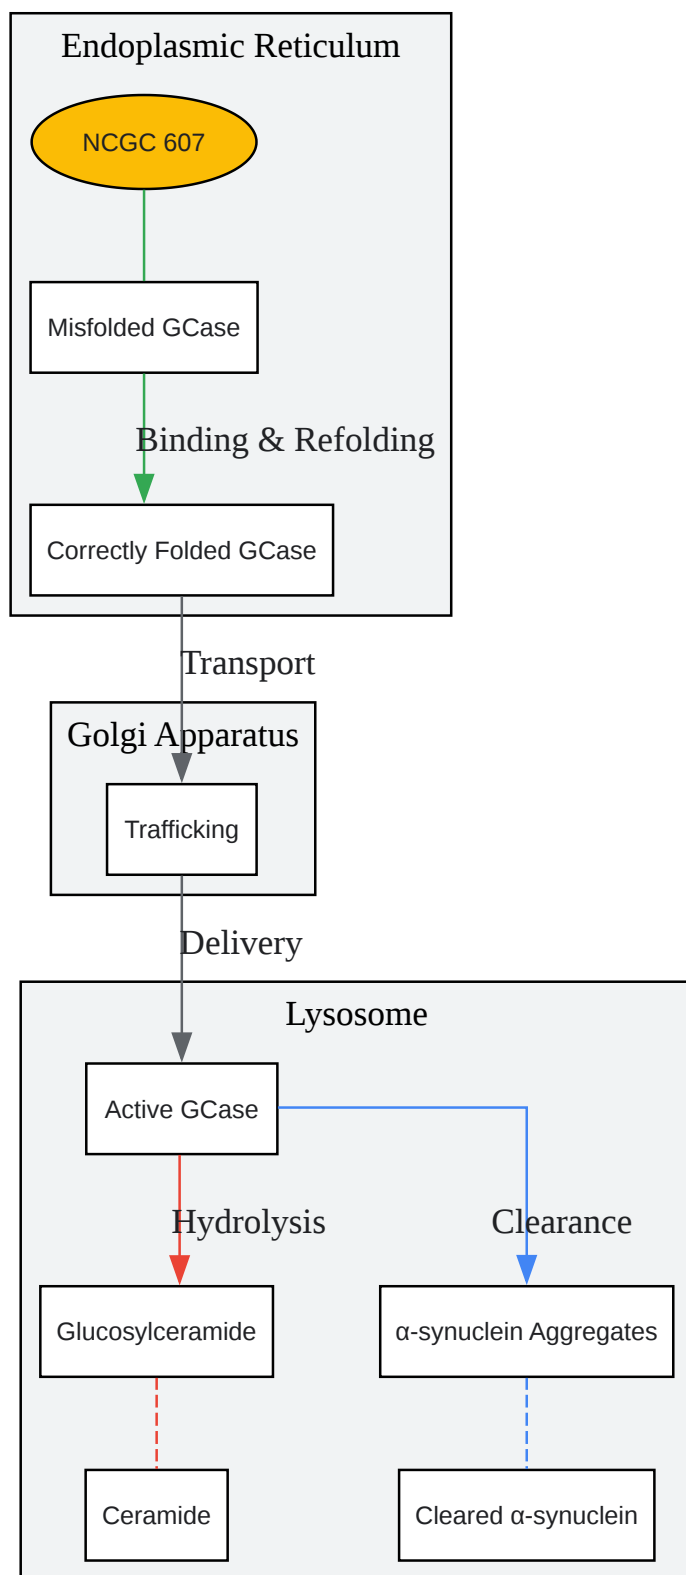 Endoplasmic Reticulum
NCGC 607
Misfolded GCase
Binding & Refolding
Correctly Folded GCase
Transport
Golgi Apparatus
Trafficking
Delivery
Lysosome
Active GCase
Hydrolysis
Clearance
Glucosylceramide
α-synuclein Aggregates
Ceramide
Cleared α-synuclein